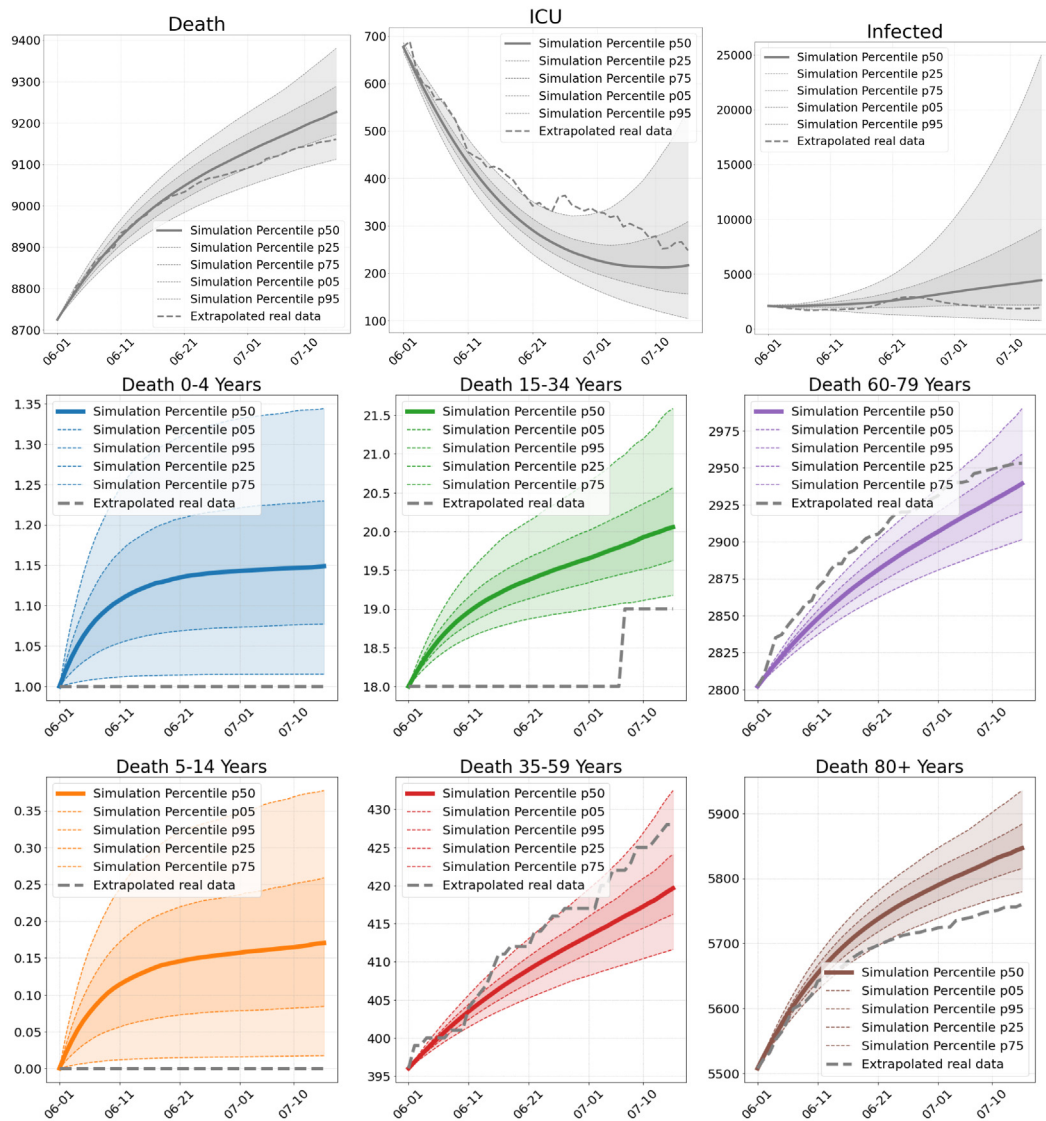 Death
9400
9300
9200
9100
9000
8900
8800
8700
Simulation Percentile p50
Simulation Percentile p25
Simulation Percentile p75
Simulation Percentile p05
Simulation Percentile p95
Extrapolated real data
06-01
06-11
06-21
07-01
07-10
ICU
700
600
500
400
300
200
100
Simulation Percentile p50
Simulation Percentile p25
Simulation Percentile p75
Simulation Percentile p05
Simulation Percentile p95
Extrapolated real data
06-01
06-11
06-21
07-01
07-10
Infected
25000
20000
15000
10000
5000
0
Simulation Percentile p50
Simulation Percentile p25
Simulation Percentile p75
Simulation Percentile p05
Simulation Percentile p95
Extrapolated real data
06-01
06-11
06-21
07-01
07-10
Death 0-4 Years
1.35
1.30
1.25
1.20
1.15
1.10
1.05
1.00
Simulation Percentile p50
Simulation Percentile p05
Simulation Percentile p95
Simulation Percentile p25
Simulation Percentile p75
Extrapolated real data
06-01
06-11
06-21
07-01
07-10
Death 15-34 Years
21.5
21.0
20.5
20.0
19.5
19.0
18.5
18.0
Simulation Percentile p50
Simulation Percentile p05
Simulation Percentile p95
Simulation Percentile p25
Simulation Percentile p75
Extrapolated real data
06-01
06-11
06-21
07-01
07-10
Death 60-79 Years
2975
2950
2925
2900
2875
2850
2825
2800
Simulation Percentile p50
Simulation Percentile p05
Simulation Percentile p95
Simulation Percentile p25
Simulation Percentile p75
Extrapolated real data
06-01
06-11
06-21
07-01
07-10
Death 5-14 Years
0.35
0.30
0.25
0.20
0.15
0.10
0.05
0.00
Simulation Percentile p50
Simulation Percentile p05
Simulation Percentile p95
Simulation Percentile p25
Simulation Percentile p75
Extrapolated real data
06-01
06-11
06-21
07-01
07-10
Death 35-59 Years
430
425
420
415
410
405
400
395
Simulation Percentile p50
Simulation Percentile p05
Simulation Percentile p95
Simulation Percentile p25
Simulation Percentile p75
Extrapolated real data
06-01
06-11
06-21
07-01
07-10
Death 80+ Years
5900
5800
5700
5600
5500
Simulation Percentile p50
Simulation Percentile p05
Simulation Percentile p95
Simulation Percentile p25
Simulation Percentile p75
Extrapolated real data
06-01
06-11
06-21
07-01
07-10